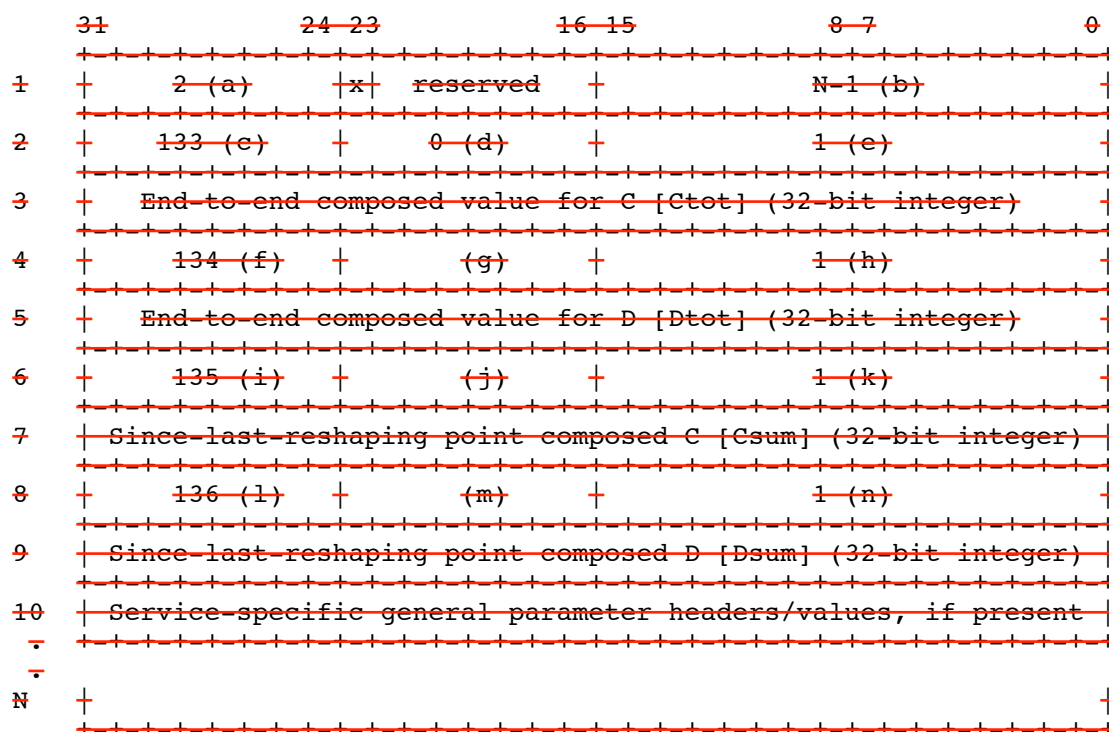 31 24 23 16 15 8 7 0
+-+-+-+-+-+-+-+-+-+-+-+-+-+-+-+-+-+-+-+-+-+-+-+-+-+-+-+-+-+-+-+-+
1 | 2 (a) |x| reserved | N-1 (b) |
+-+-+-+-+-+-+-+-+-+-+-+-+-+-+-+-+-+-+-+-+-+-+-+-+-+-+-+-+-+-+-+-+
2 | 133 (c) | 0 (d) | 1 (e) |
+-+-+-+-+-+-+-+-+-+-+-+-+-+-+-+-+-+-+-+-+-+-+-+-+-+-+-+-+-+-+-+-+
3 | End-to-end composed value for C [Ctot] (32-bit integer) |
+-+-+-+-+-+-+-+-+-+-+-+-+-+-+-+-+-+-+-+-+-+-+-+-+-+-+-+-+-+-+-+-+
4 | 134 (f) | (g) | 1 (h) |
+-+-+-+-+-+-+-+-+-+-+-+-+-+-+-+-+-+-+-+-+-+-+-+-+-+-+-+-+-+-+-+-+
5 | End-to-end composed value for D [Dtot] (32-bit integer) |
+-+-+-+-+-+-+-+-+-+-+-+-+-+-+-+-+-+-+-+-+-+-+-+-+-+-+-+-+-+-+-+-+
6 | 135 (i) | (j) | 1 (k) |
+-+-+-+-+-+-+-+-+-+-+-+-+-+-+-+-+-+-+-+-+-+-+-+-+-+-+-+-+-+-+-+-+
7 | Since-last-reshaping point composed C [Csum] (32-bit integer) |
+-+-+-+-+-+-+-+-+-+-+-+-+-+-+-+-+-+-+-+-+-+-+-+-+-+-+-+-+-+-+-+-+
8 | 136 (l) | (m) | 1 (n) |
+-+-+-+-+-+-+-+-+-+-+-+-+-+-+-+-+-+-+-+-+-+-+-+-+-+-+-+-+-+-+-+-+
9 | Since-last-reshaping point composed D [Dsum] (32-bit integer) |
+-+-+-+-+-+-+-+-+-+-+-+-+-+-+-+-+-+-+-+-+-+-+-+-+-+-+-+-+-+-+-+-+
10 | Service-specific general parameter headers/values, if present |
. +-+-+-+-+-+-+-+-+-+-+-+-+-+-+-+-+-+-+-+-+-+-+-+-+-+-+-+-+-+-+-+-+
.
N | |
+-+-+-+-+-+-+-+-+-+-+-+-+-+-+-+-+-+-+-+-+-+-+-+-+-+-+-+-+-+-+-+-+